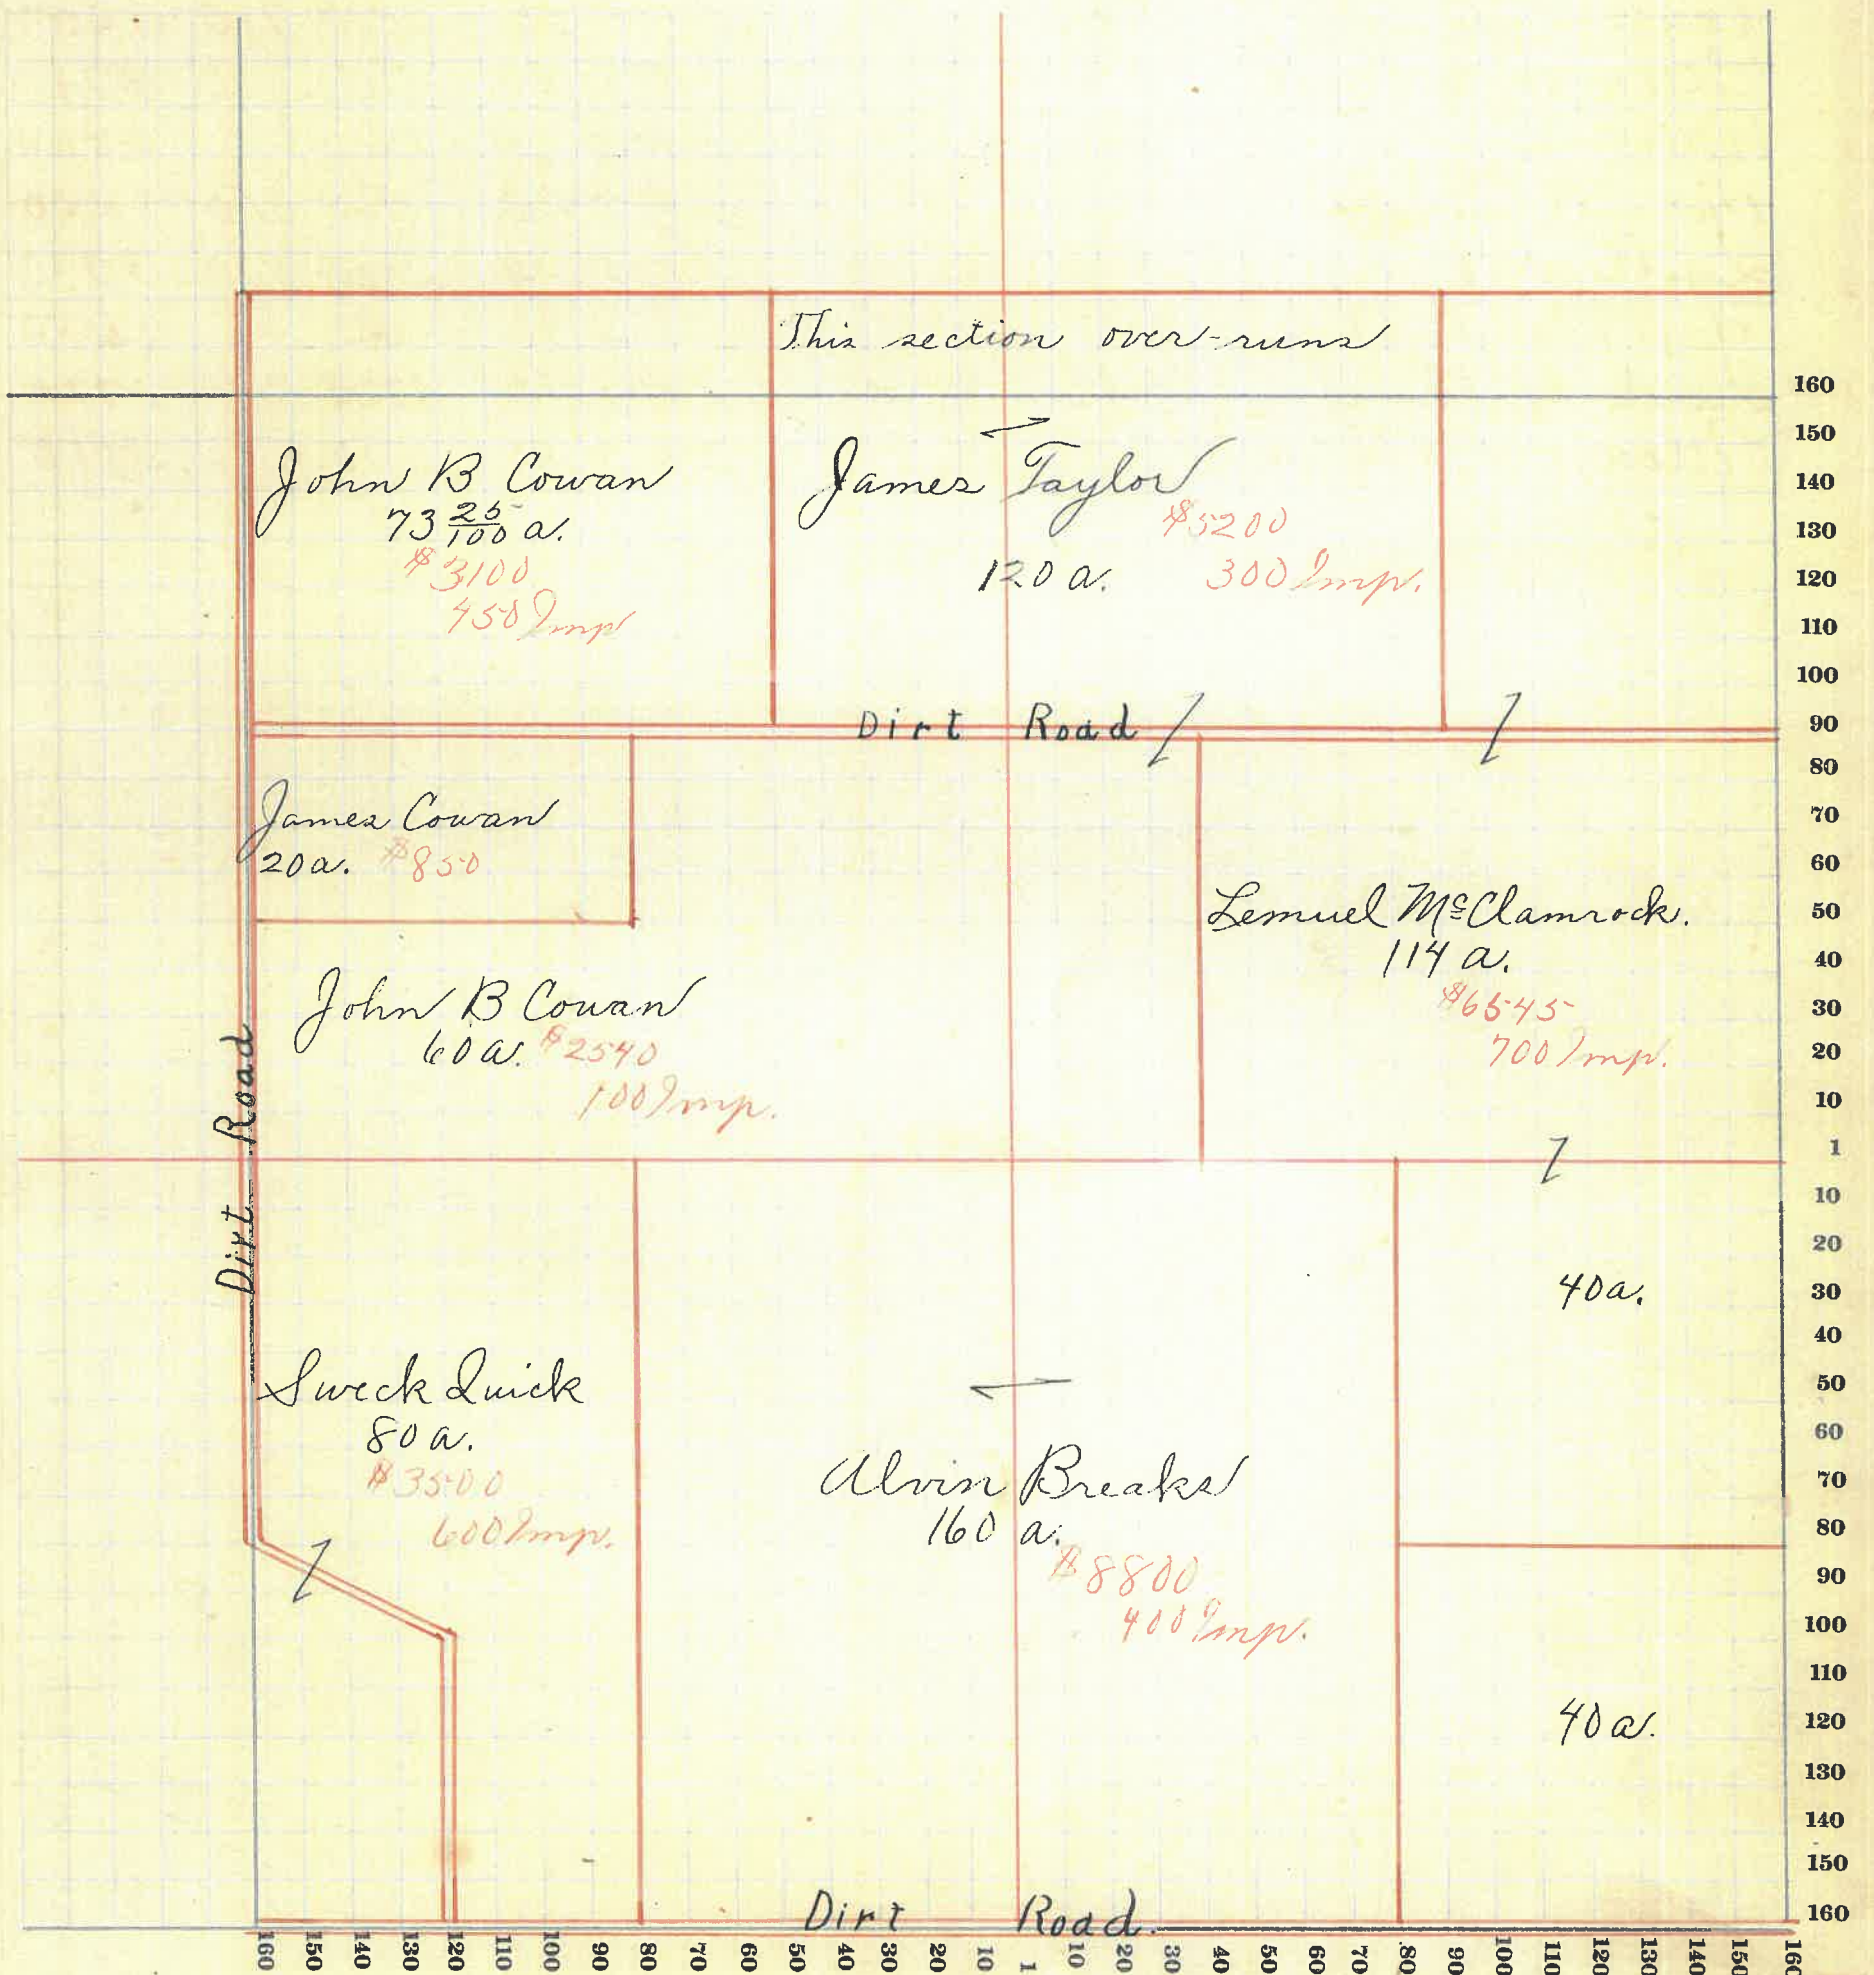 This section over-runs
John B Cowan
73 25/100 a.
$3100
450 Imp
James Taylor
$5200
120 a. 300 Imp.
Dirt Road
James Cowan
20a. $850
John B Cowan
60a. $2540
100 Imp.
Lemuel McClamrock.
114 a.
$6545
700 Imp.
Dirt Road
Sweck Quick
80 a.
$3500
600 Imp.
Alvin Breaks
160 a.
$8800
400 Imp.
40a.
40a.
Dirt Road
160
150
140
130
120
110
100
90
80
70
60
50
40
30
20
10
1
10
20
30
40
50
60
70
80
90
100
110
120
130
140
150
160
160 150 140 130 120 110 100 90 80 70 60 50 40 30 20 10 1 10 20 30 40 50 60 70 80 90 100 110 120 130 140 150 160